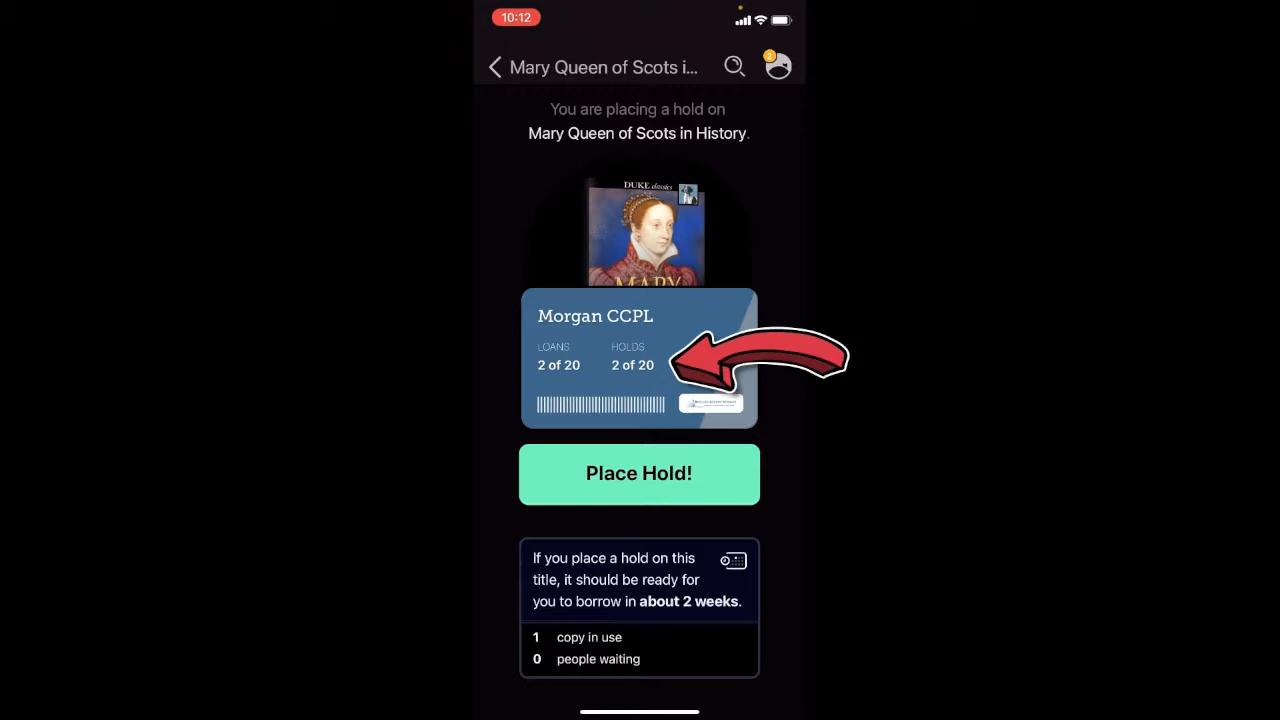 10:12
Mary Queen of Scots i...
2
You are placing a hold on
Mary Queen of Scots in History.
DUKE classics
MARY
Morgan CCPL
LOANS HOLDS
2 of 20 2 of 20
Place Hold!
If you place a hold on this
title, it should be ready for
you to borrow in about 2 weeks.
1 copy in use
0 people waiting